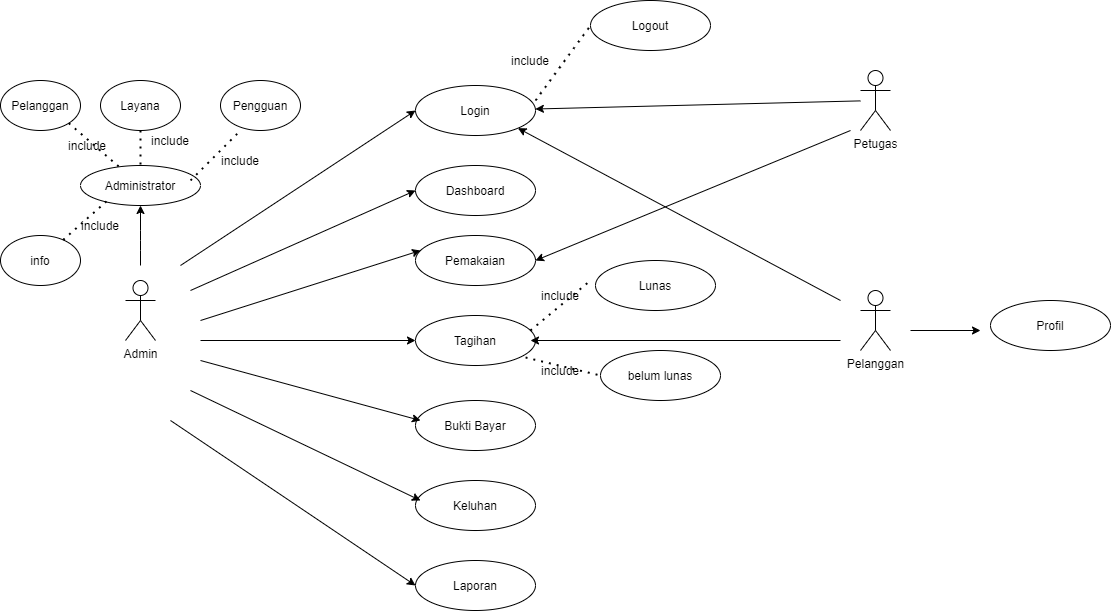 Logout
include
Pelanggan
Layana
Pengguan
Login
include
include
include
Petugas
Administrator
Dashboard
include
info
Pemakaian
Lunas
include
Profil
Tagihan
Admin
Pelanggan
include
belum lunas
Bukti Bayar
Keluhan
Laporan